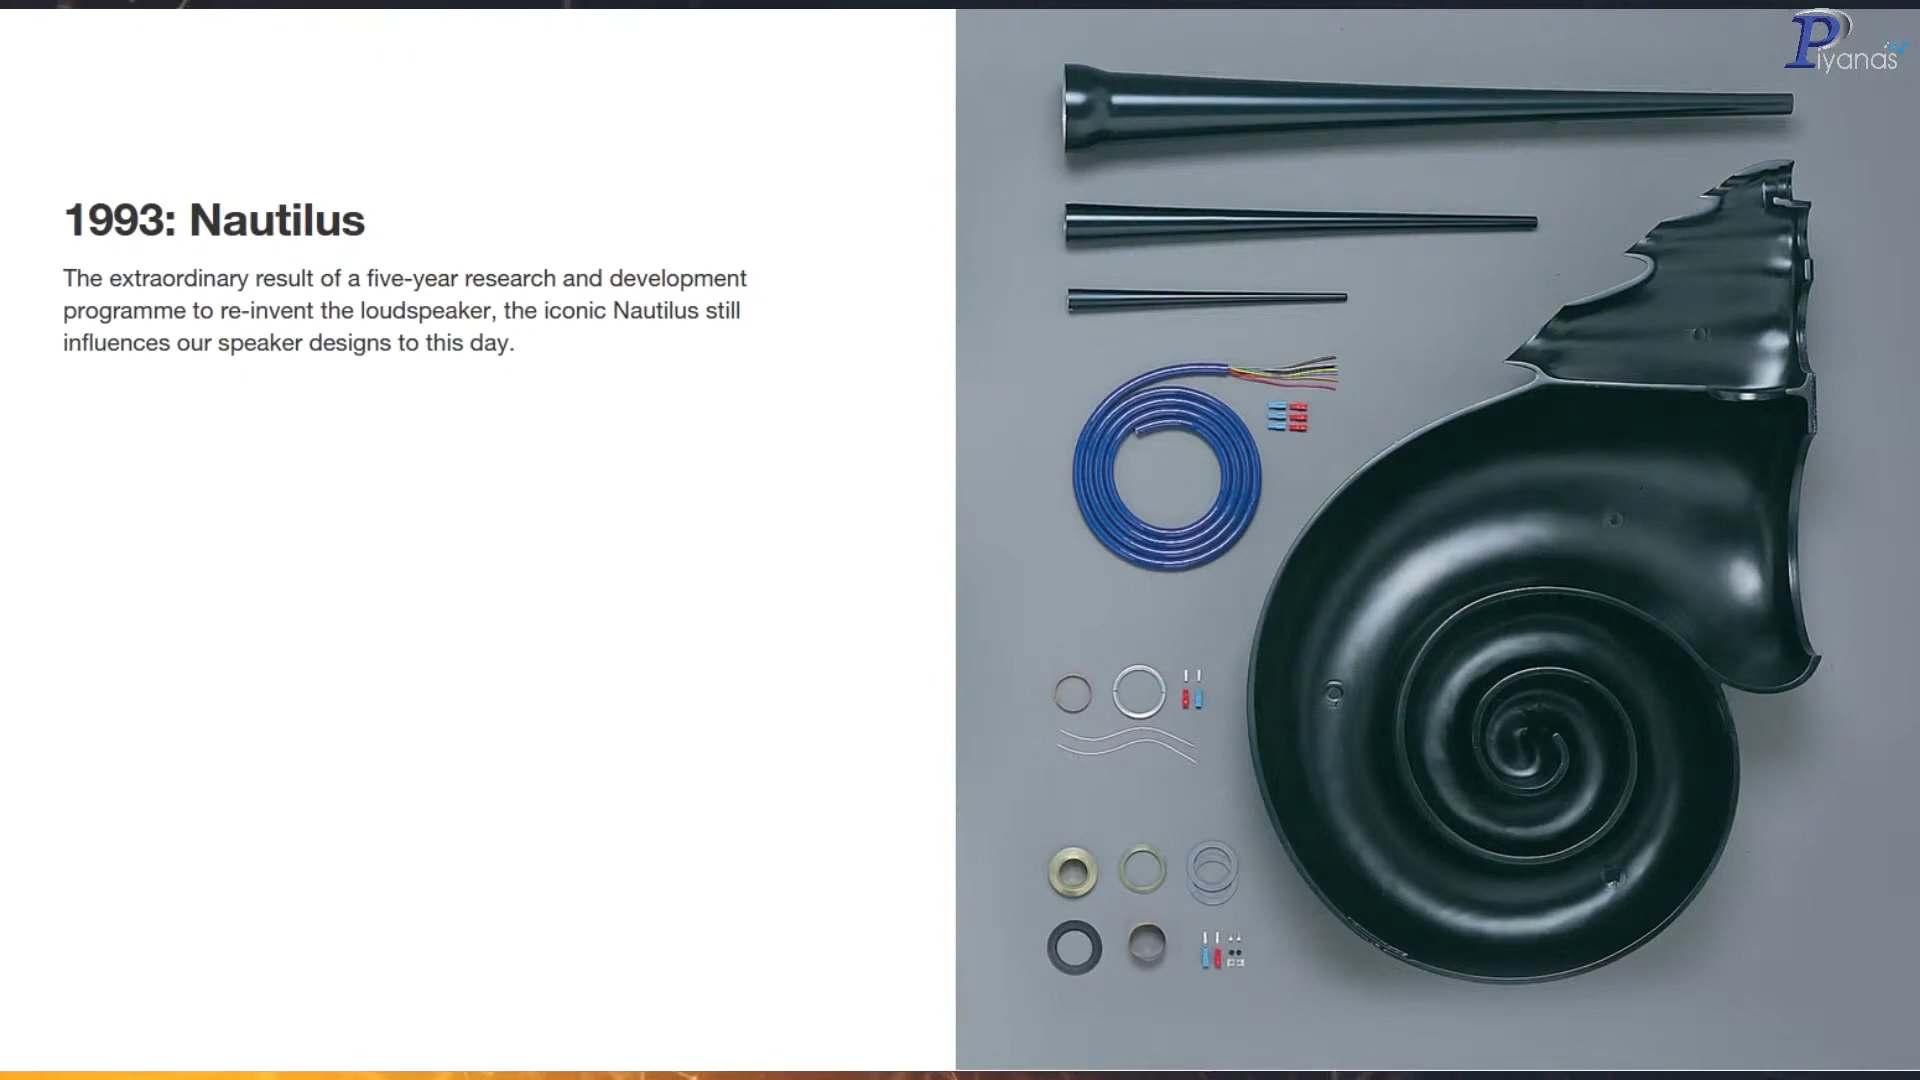 Piyanas
1993: Nautilus
The extraordinary result of a five-year research and development
programme to re-invent the loudspeaker, the iconic Nautilus still
influences our speaker designs to this day.